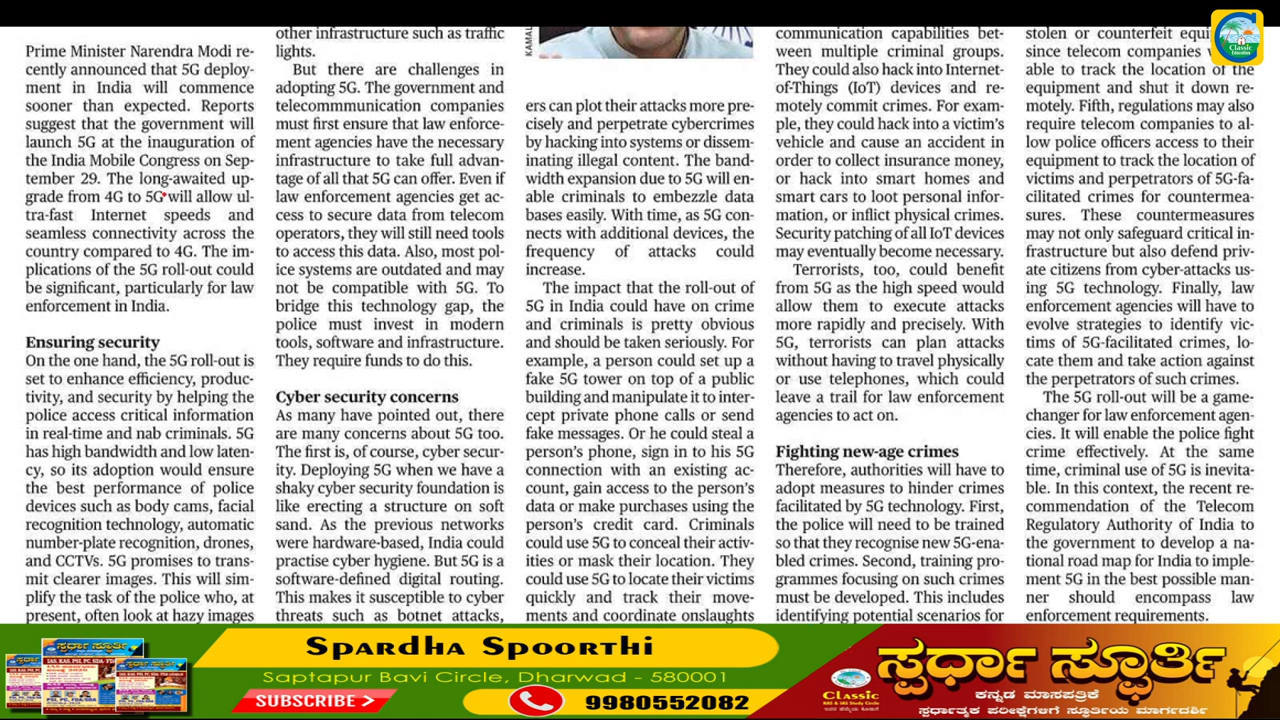 Prime Minister Narendra Modi re-
cently announced that 5G deploy-
ment in India will commence
sooner than expected. Reports
suggest that the government will
launch 5G at the inauguration of
the India Mobile Congress on Sep-
tember 29. The long-awaited up-
grade from 4G to 5G will allow ul-
tra-fast Internet speeds and
seamless connectivity across the
country compared to 4G. The im-
plications of the 5G roll-out could
be significant, particularly for law
enforcement in India.
Ensuring security
On the one hand, the 5G roll-out is
set to enhance efficiency, produc-
tivity, and security by helping the
police access critical information
in real-time and nab criminals. 5G
has high bandwidth and low laten-
cy, so its adoption would ensure
the best performance of police
devices such as body cams, facial
recognition technology, automatic
number-plate recognition, drones,
and CCTVs. 5G promises to trans-
mit clearer images. This will sim-
plify the task of the police who, at
present, often look at hazy images
other infrastructure such as traffic
lights.
But there are challenges in
adopting 5G. The government and
telecommmunication companies
must first ensure that law enforce-
ment agencies have the necessary
infrastructure to take full advan-
tage of all that 5G can offer. Even if
law enforcement agencies get ac-
cess to secure data from telecom
operators, they will still need tools
to access this data. Also, most pol-
ice systems are outdated and may
not be compatible with 5G. To
bridge this technology gap, the
police must invest in modern
tools, software and infrastructure.
They require funds to do this.
Cyber security concerns
As many have pointed out, there
are many concerns about 5G too.
The first is, of course, cyber secur-
ity. Deploying 5G when we have a
shaky cyber security foundation is
like erecting a structure on soft
sand. As the previous networks
were hardware-based, India could
practise cyber hygiene. But 5G is a
software-defined digital routing.
This makes it susceptible to cyber
threats such as botnet attacks,
KAMAL
ers can plot their attacks more pre-
cisely and perpetrate cybercrimes
by hacking into systems or dissem-
inating illegal content. The band-
width expansion due to 5G will en-
able criminals to embezzle data
bases easily. With time, as 5G con-
nects with additional devices, the
frequency of attacks could
increase.
The impact that the roll-out of
5G in India could have on crime
and criminals is pretty obvious
and should be taken seriously. For
example, a person could set up a
fake 5G tower on top of a public
building and manipulate it to inter-
cept private phone calls or send
fake messages. Or he could steal a
person's phone, sign in to his 5G
connection with an existing ac-
count, gain access to the person's
data or make purchases using the
person's credit card. Criminals
could use 5G to conceal their activ-
ities or mask their location. They
could use 5G to locate their victims
quickly and track their move-
ments and coordinate onslaughts
communication capabilities bet-
ween multiple criminal groups.
They could also hack into Internet-
of-Things (IoT) devices and re-
motely commit crimes. For exam-
ple, they could hack into a victim's
vehicle and cause an accident in
order to collect insurance money,
or hack into smart homes and
smart cars to loot personal infor-
mation, or inflict physical crimes.
Security patching of all IoT devices
may eventually become necessary.
Terrorists, too, could benefit
from 5G as the high speed would
allow them to execute attacks
more rapidly and precisely. With
5G, terrorists can plan attacks
without having to travel physically
or use telephones, which could
leave a trail for law enforcement
agencies to act on.
Fighting new-age crimes
Therefore, authorities will have to
adopt measures to hinder crimes
facilitated by 5G technology. First,
the police will need to be trained
so that they recognise new 5G-ena-
bled crimes. Second, training pro-
grammes focusing on such crimes
must be developed. This includes
identifying potential scenarios for
stolen or counterfeit
since telecom companies
able to track the location of the
equipment and shut it down re-
motely. Fifth, regulations may also
require telecom companies to al-
low police officers access to their
equipment to track the location of
victims and perpetrators of 5G-fa-
cilitated crimes for countermea-
sures. These countermeasures
may not only safeguard critical in-
frastructure but also defend priv-
ate citizens from cyber-attacks us-
ing 5G technology. Finally, law
enforcement agencies will have to
evolve strategies to identify vic-
tims of 5G-facilitated crimes, lo-
cate them and take action against
the perpetrators of such crimes.
The 5G roll-out will be a game-
changer for law enforcement agen-
cies. It will enable the police fight
crime effectively. At the same
time, criminal use of 5G is inevita-
ble. In this context, the recent re-
commendation of the Telecom
Regulatory Authority of India to
the government to develop a na-
tional road map for India to imple-
ment 5G in the best possible man-
ner should encompass law
enforcement requirements.
Classic
Education
Spardha Spoorthi
Saptapur Bavi Circle, Dharwad - 580001
SUBSCRIBE
9980552082
Classic
KAS & IAS Study Circle
ಸ್ಪರ್ಧಾ ಸ್ಪೂರ್ತಿ
ಕನ್ನಡ ಮಾಸಪತ್ರಿಕೆ
ಸ್ಪರ್ಧಾತ್ಮಕ ಪರೀಕ್ಷೆಗಳಿಗೆ ಸ್ಫೂರ್ತಿಯ ಮಾರ್ಗದರ್ಶಿ